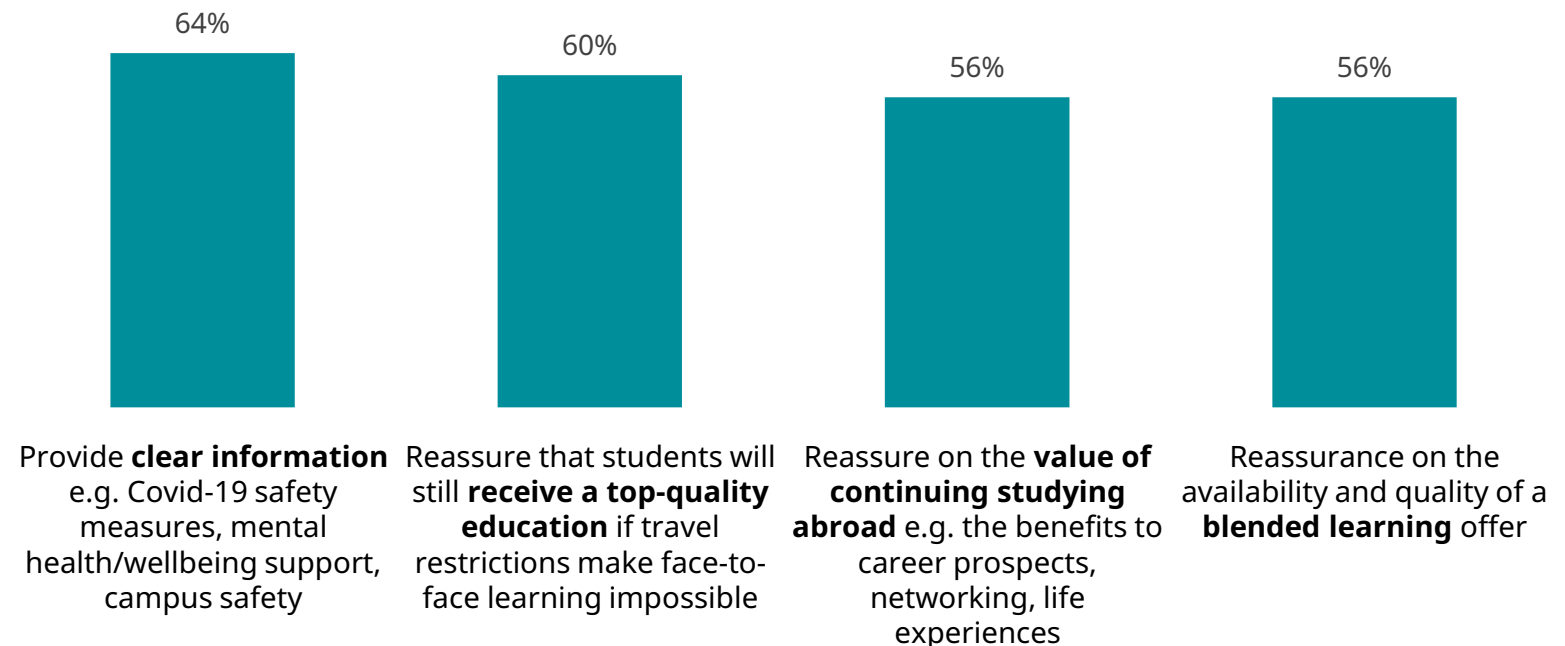 64%
60%
56%
56%
Provide clear information
e.g. Covid-19 safety
measures, mental
health/wellbeing support,
campus safety
Reassure that students will
still receive a top-quality
education if travel
restrictions make face-to-
face learning impossible
Reassure on the value of
continuing studying
abroad e.g. the benefits to
career prospects,
networking, life
experiences
Reassurance on the
availability and quality of a
blended learning offer